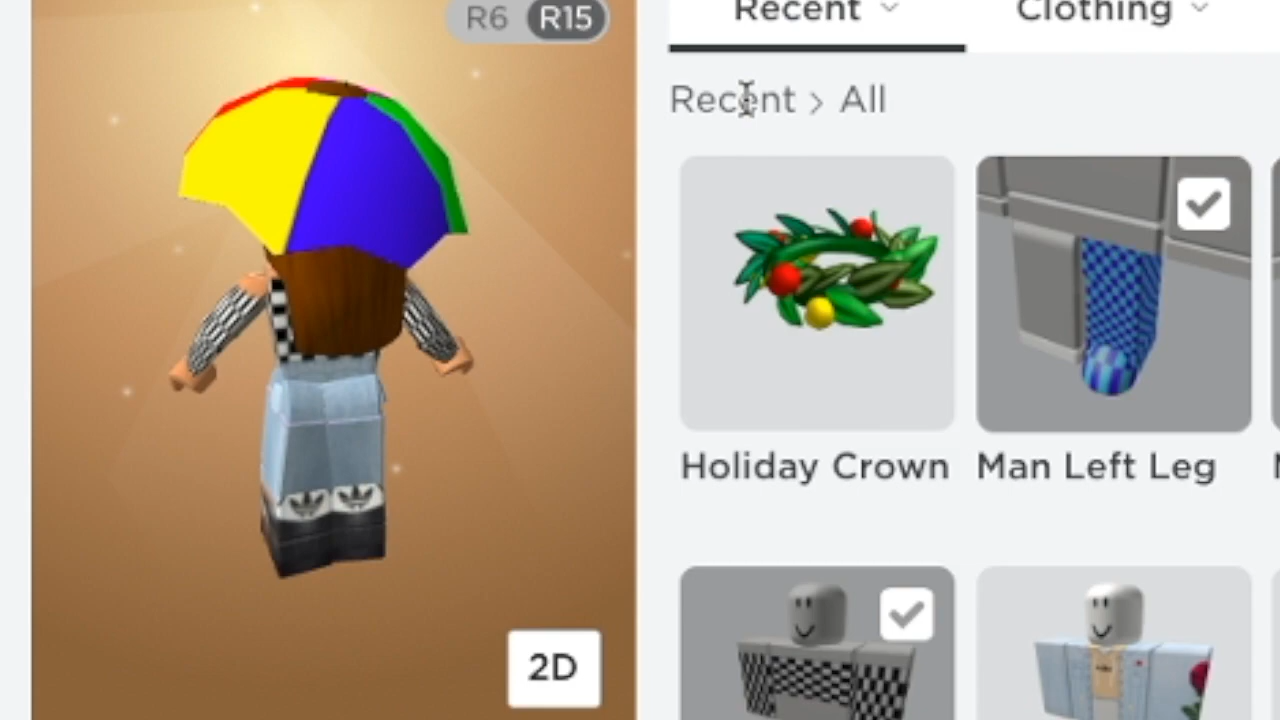 R6 R15
Recent
Clothing
Recent > All
Holiday Crown
Man Left Leg
2D